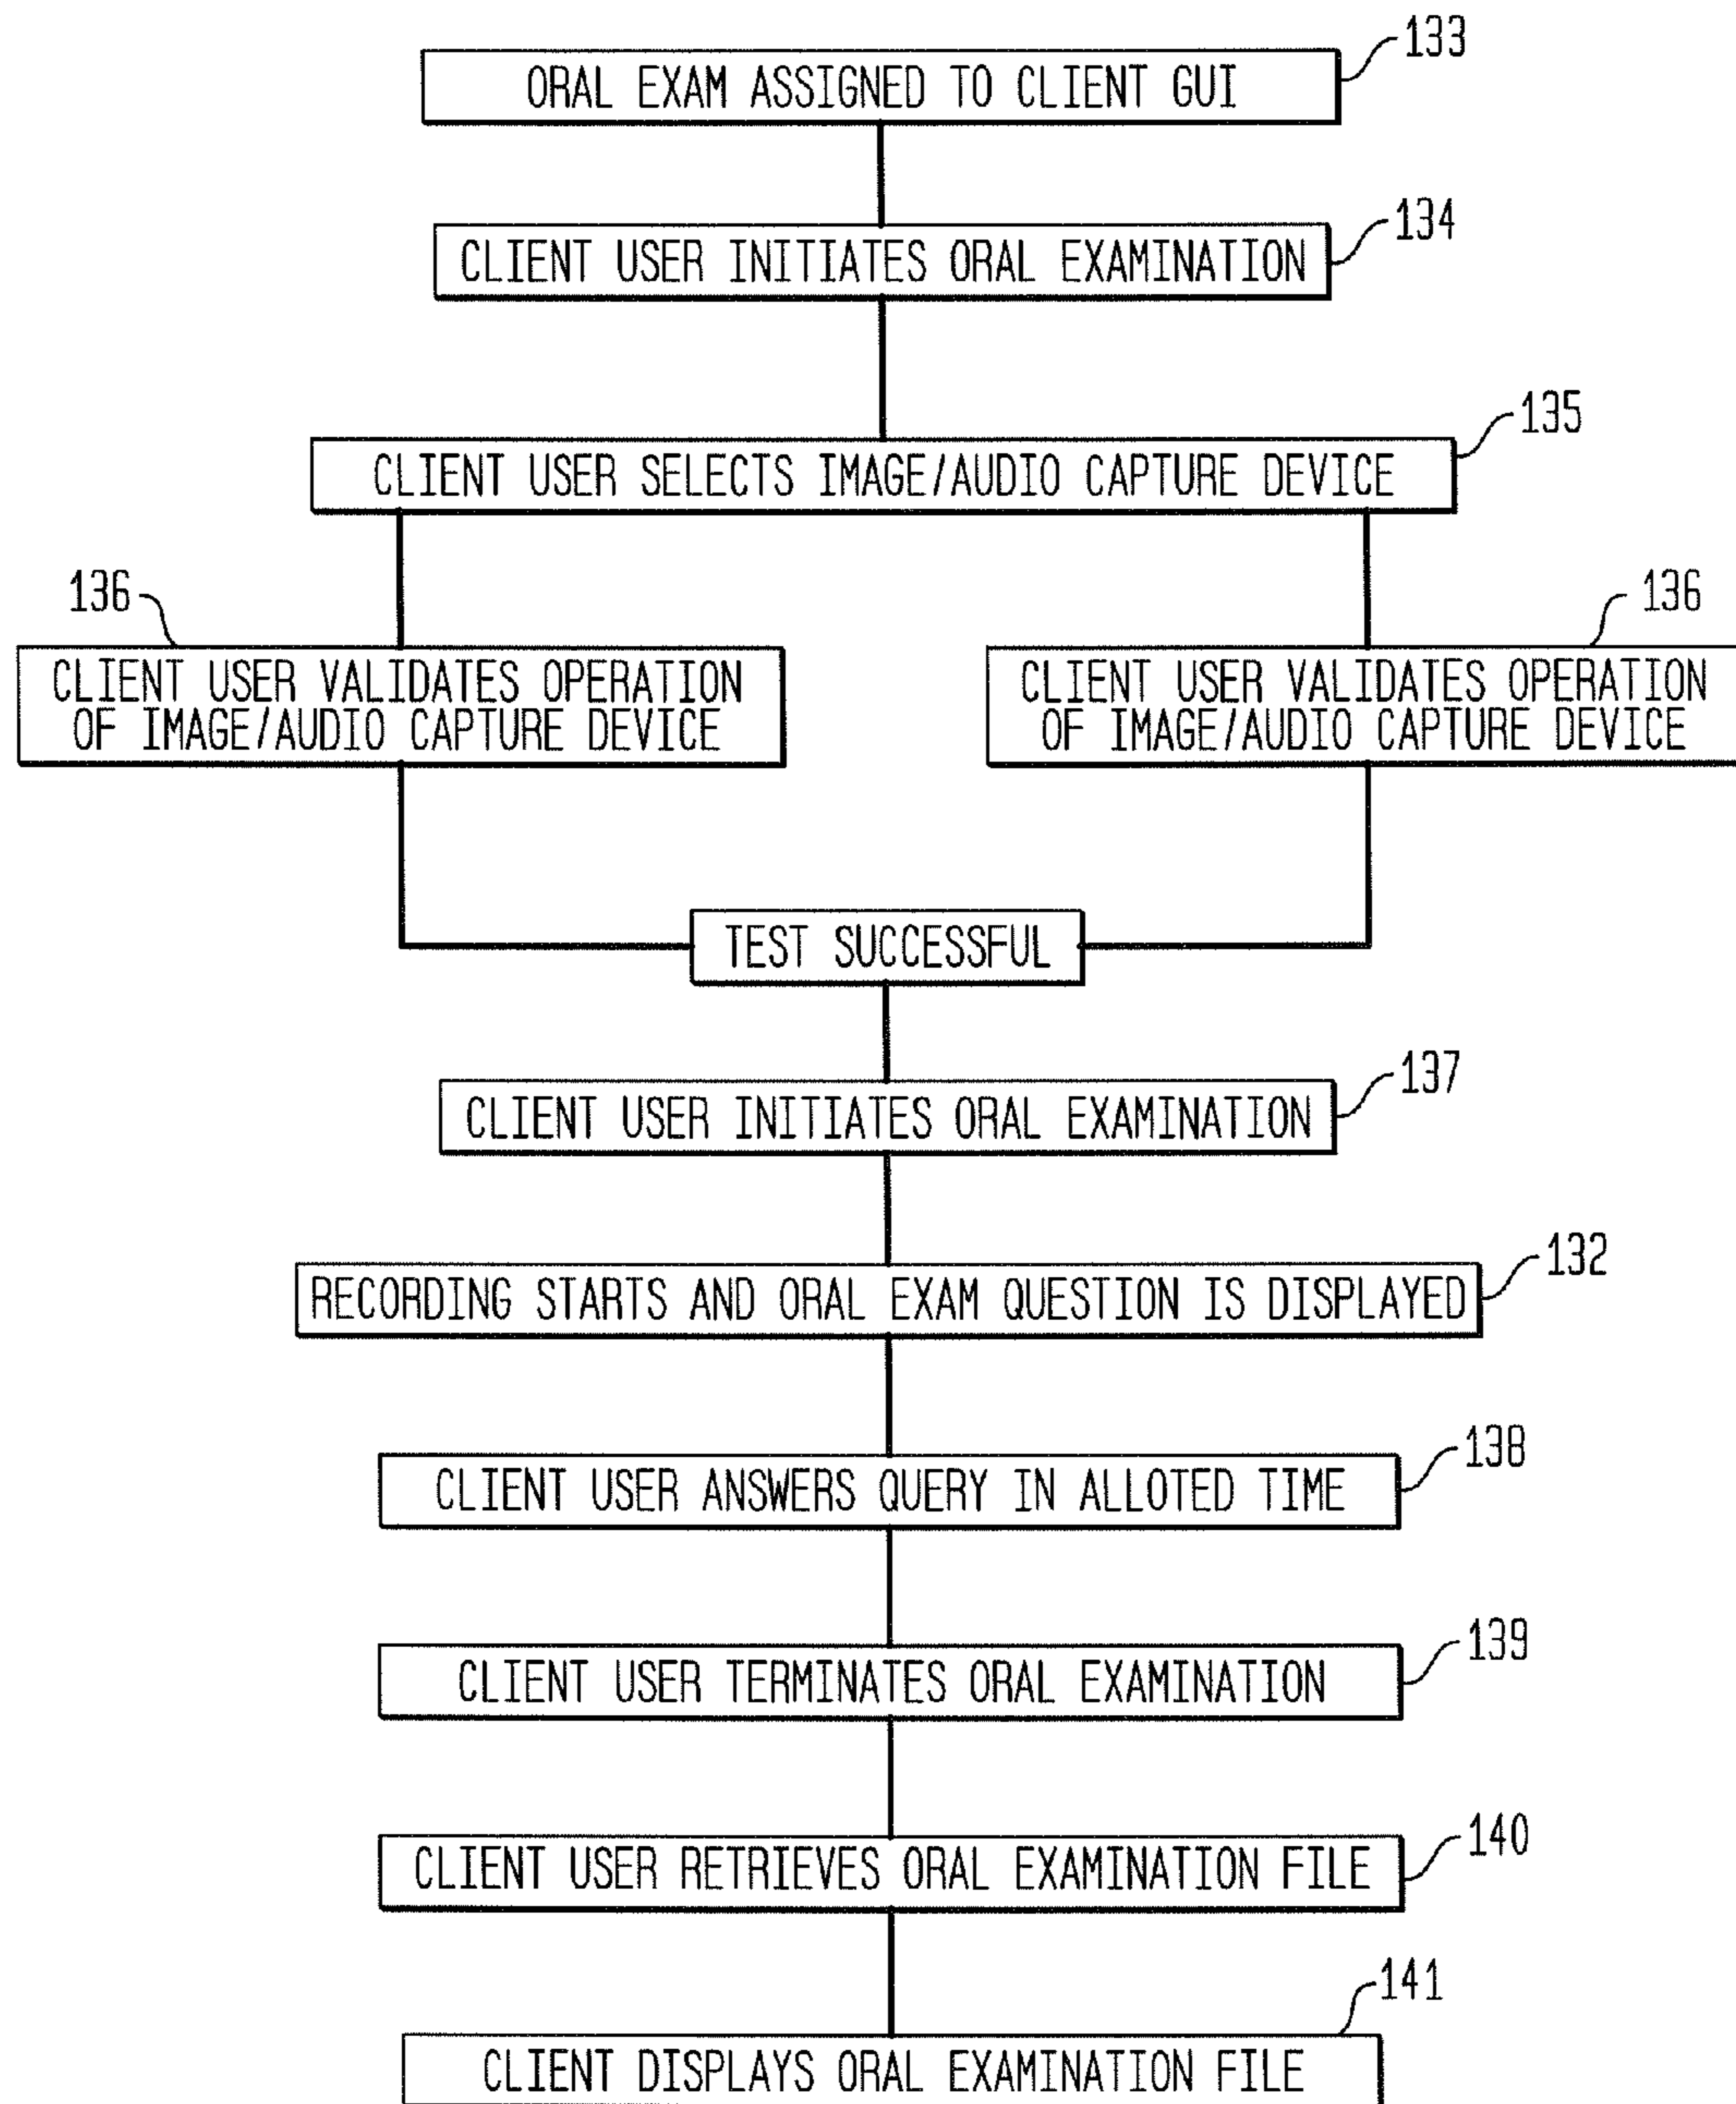 133
ORAL EXAM ASSIGNED TO CLIENT GUI
134
CLIENT USER INITIATES ORAL EXAMINATION
135
CLIENT USER SELECTS IMAGE/AUDIO CAPTURE DEVICE
136
136
CLIENT USER VALIDATES OPERATION
OF IMAGE/AUDIO CAPTURE DEVICE
CLIENT USER VALIDATES OPERATION
OF IMAGE/AUDIO CAPTURE DEVICE
TEST SUCCESSFUL
137
CLIENT USER INITIATES ORAL EXAMINATION
132
RECORDING STARTS AND ORAL EXAM QUESTION IS DISPLAYED
138
CLIENT USER ANSWERS QUERY IN ALLOTED TIME
139
CLIENT USER TERMINATES ORAL EXAMINATION
140
CLIENT USER RETRIEVES ORAL EXAMINATION FILE
141
CLIENT DISPLAYS ORAL EXAMINATION FILE